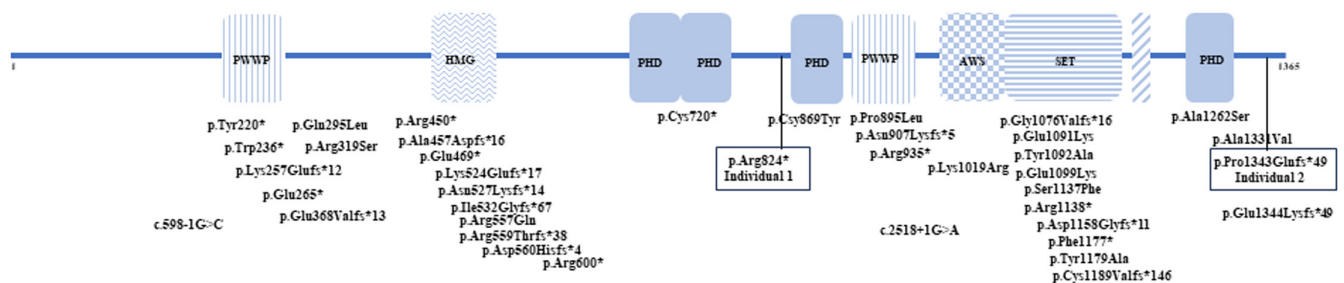 PWWP
HMG
PHD
PHD
PHD
PWWP
AWS
SET
PHD
1
1365
p.Tyr220*
p.Trp236*
p.Lys257Glufs*12
p.Glu265*
p.Glu368Valfs*13
p.Gln295Leu
p.Arg319Ser
c.598-1G>C
p.Arg450*
p.Ala457Aspfs*16
p.Glu469*
p.Lys524Glufs*17
p.Asn527Lysfs*14
p.Ile532Glyfs*67
p.Arg557Gln
p.Arg559Thrfs*38
p.Asp560Hisfs*4
p.Arg600*
p.Cys720*
p.Arg824*
Individual 1
p.Csy869Tyr
p.Pro895Leu
p.Asn907Lysfs*5
p.Arg935*
p.Lys1019Arg
c.2518+1G>A
p.Gly1076Valfs*16
p.Glu1091Lys
p.Tyr1092Ala
p.Glu1099Lys
p.Ser1137Phe
p.Arg1138*
p.Asp1158Glyfs*11
p.Phe1177*
p.Tyr1179Ala
p.Cys1189Valfs*146
p.Ala1262Ser
p.Ala1331Val
p.Pro1343Glnfs*49
Individual 2
p.Glu1344Lysfs*49